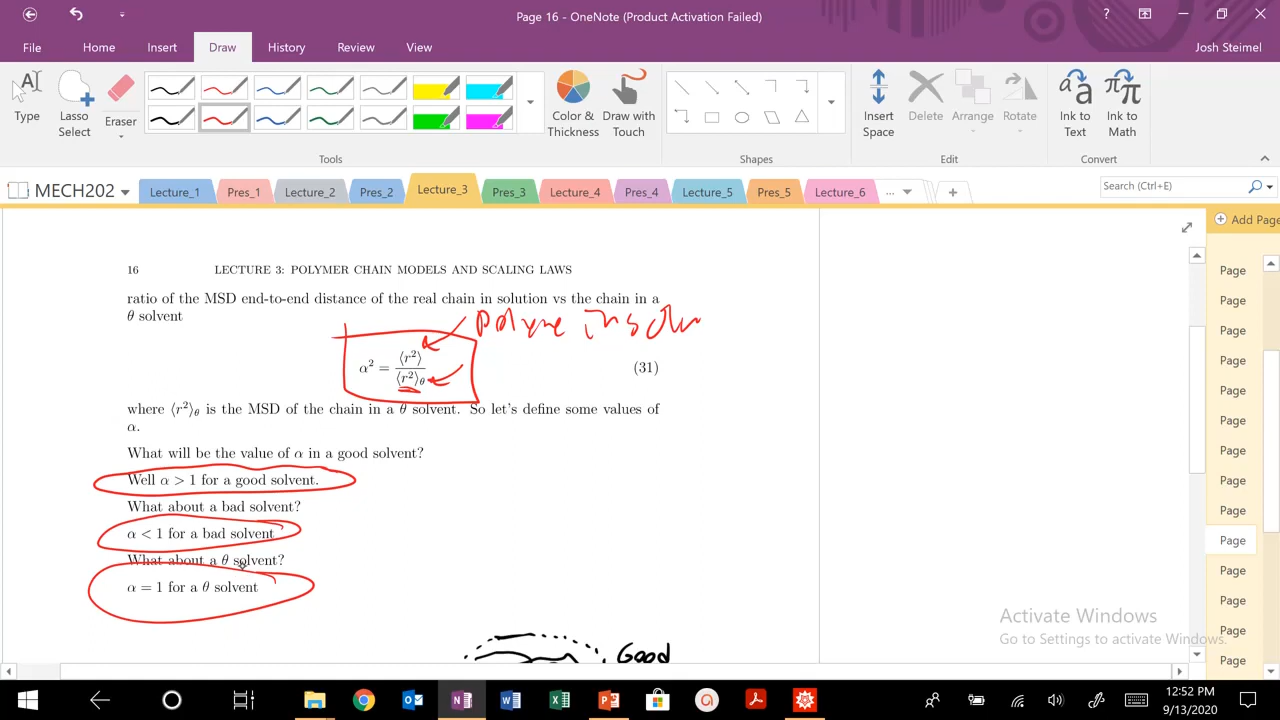 Page 16 - OneNote (Product Activation Failed)
?
File
Home
Insert
Draw
History
Review
View
Josh Steimel
Type
Lasso Select
Eraser
Color & Thickness
Draw with Touch
Insert Space
Delete
Arrange
Rotate
Ink to Text
Ink to Math
Tools
Shapes
Edit
Convert
MECH202
Lecture_1
Pres_1
Lecture_2
Pres_2
Lecture_3
Pres_3
Lecture_4
Pres_4
Lecture_5
Pres_5
Lecture_6
...
Search (Ctrl+E)
Add Page
Page
Page
Page
Page
Page
Page
Page
Page
Page
Page
Page
Page
Page
Page
16 LECTURE 3: POLYMER CHAIN MODELS AND SCALING LAWS
ratio of the MSD end-to-end distance of the real chain in solution vs the chain in a
θ solvent
α² = ⟨r²⟩ / ⟨r²⟩θ (31)
where ⟨r²⟩θ is the MSD of the chain in a θ solvent. So let's define some values of
α.
What will be the value of α in a good solvent?
Well α > 1 for a good solvent.
What about a bad solvent?
α < 1 for a bad solvent
What about a θ solvent?
α = 1 for a θ solvent
Good
Activate Windows
Go to Settings to activate Windows.
12:52 PM
9/13/2020